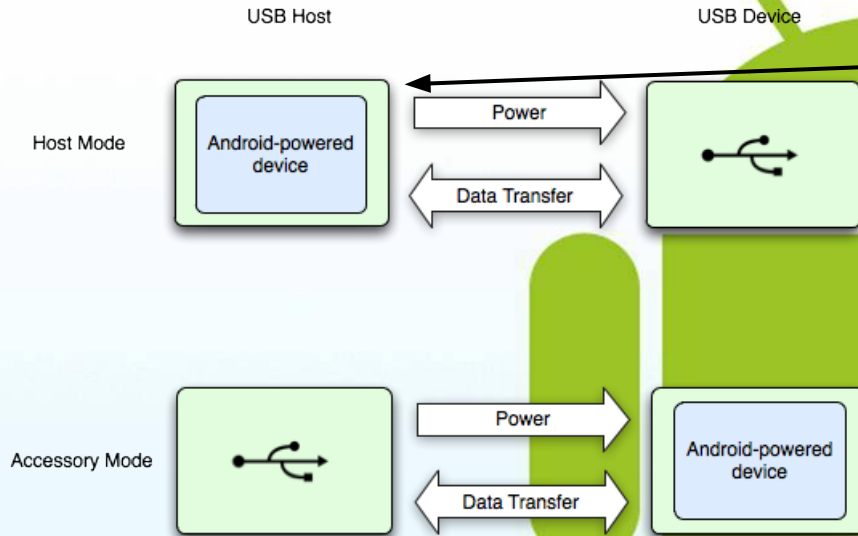 USB Host
USB Device
Host Mode
Android-powered
device
Power
Data Transfer
Accessory Mode
Power
Data Transfer
Android-powered
device